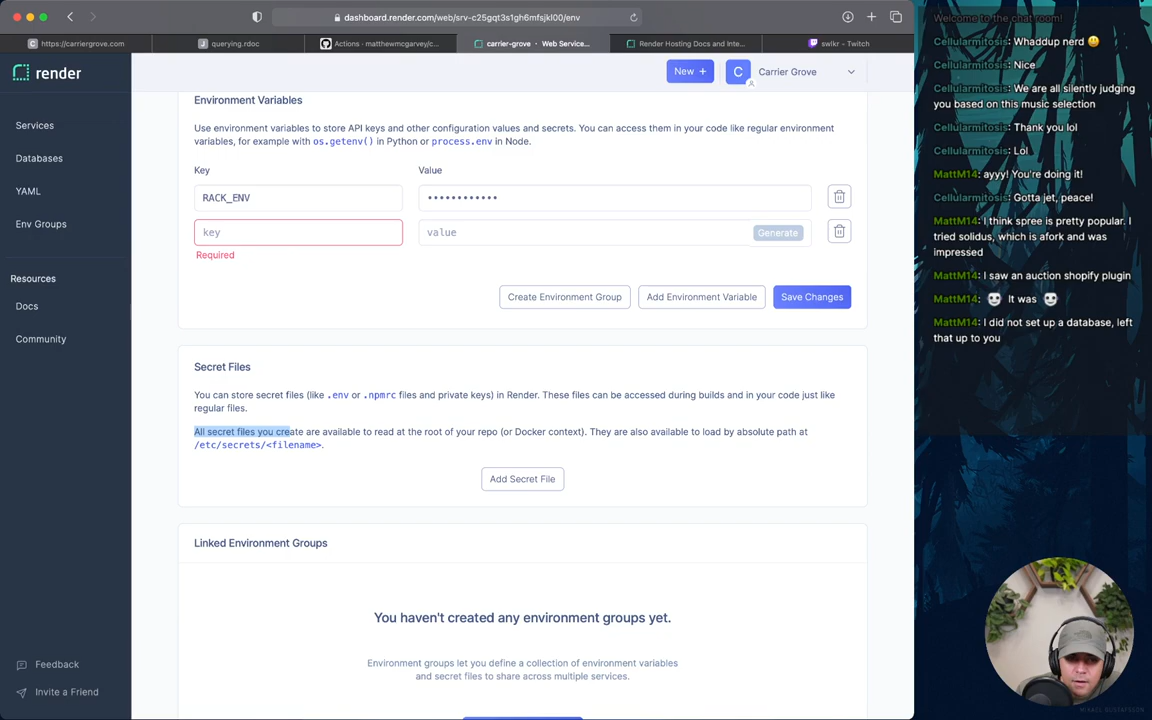 dashboard.render.com/web/srv-c25gqt3s1gh6mfsjkl00/env
https://carriergrove.com
querying.rdoc
Actions · matthewmcgarvey/c...
carrier-grove · Web Service...
Render Hosting Docs and Inte...
swlkr - Twitch
render
New +
C
Carrier Grove
Services
Databases
YAML
Env Groups
Resources
Docs
Community
Feedback
Invite a Friend
Environment Variables
Use environment variables to store API keys and other configuration values and secrets. You can access them in your code like regular environment
variables, for example with os.getenv() in Python or process.env in Node.
Key
Value
RACK_ENV
••••••••••••
key
value
Generate
Required
Create Environment Group
Add Environment Variable
Save Changes
Secret Files
You can store secret files (like .env or .npmrc files and private keys) in Render. These files can be accessed during builds and in your code just like
regular files.
All secret files you create are available to read at the root of your repo (or Docker context). They are also available to load by absolute path at
/etc/secrets/<filename>.
Add Secret File
Linked Environment Groups
You haven't created any environment groups yet.
Environment groups let you define a collection of environment variables
and secret files to share across multiple services.
Welcome to the chat room!
Cellularmitosis: Whaddup nerd 😃
Cellularmitosis: Nice
Cellularmitosis: We are all silently judging
you based on this music selection
Cellularmitosis: Thank you lol
Cellularmitosis: Lol
MattM14: ayyy! You're doing it!
Cellularmitosis: Gotta jet, peace!
MattM14: I think spree is pretty popular. I
tried solidus, which is afork and was
impressed
MattM14: I saw an auction shopify plugin
MattM14: It was
MattM14: I did not set up a database, left
that up to you
MIKAEL GUSTAFSSON